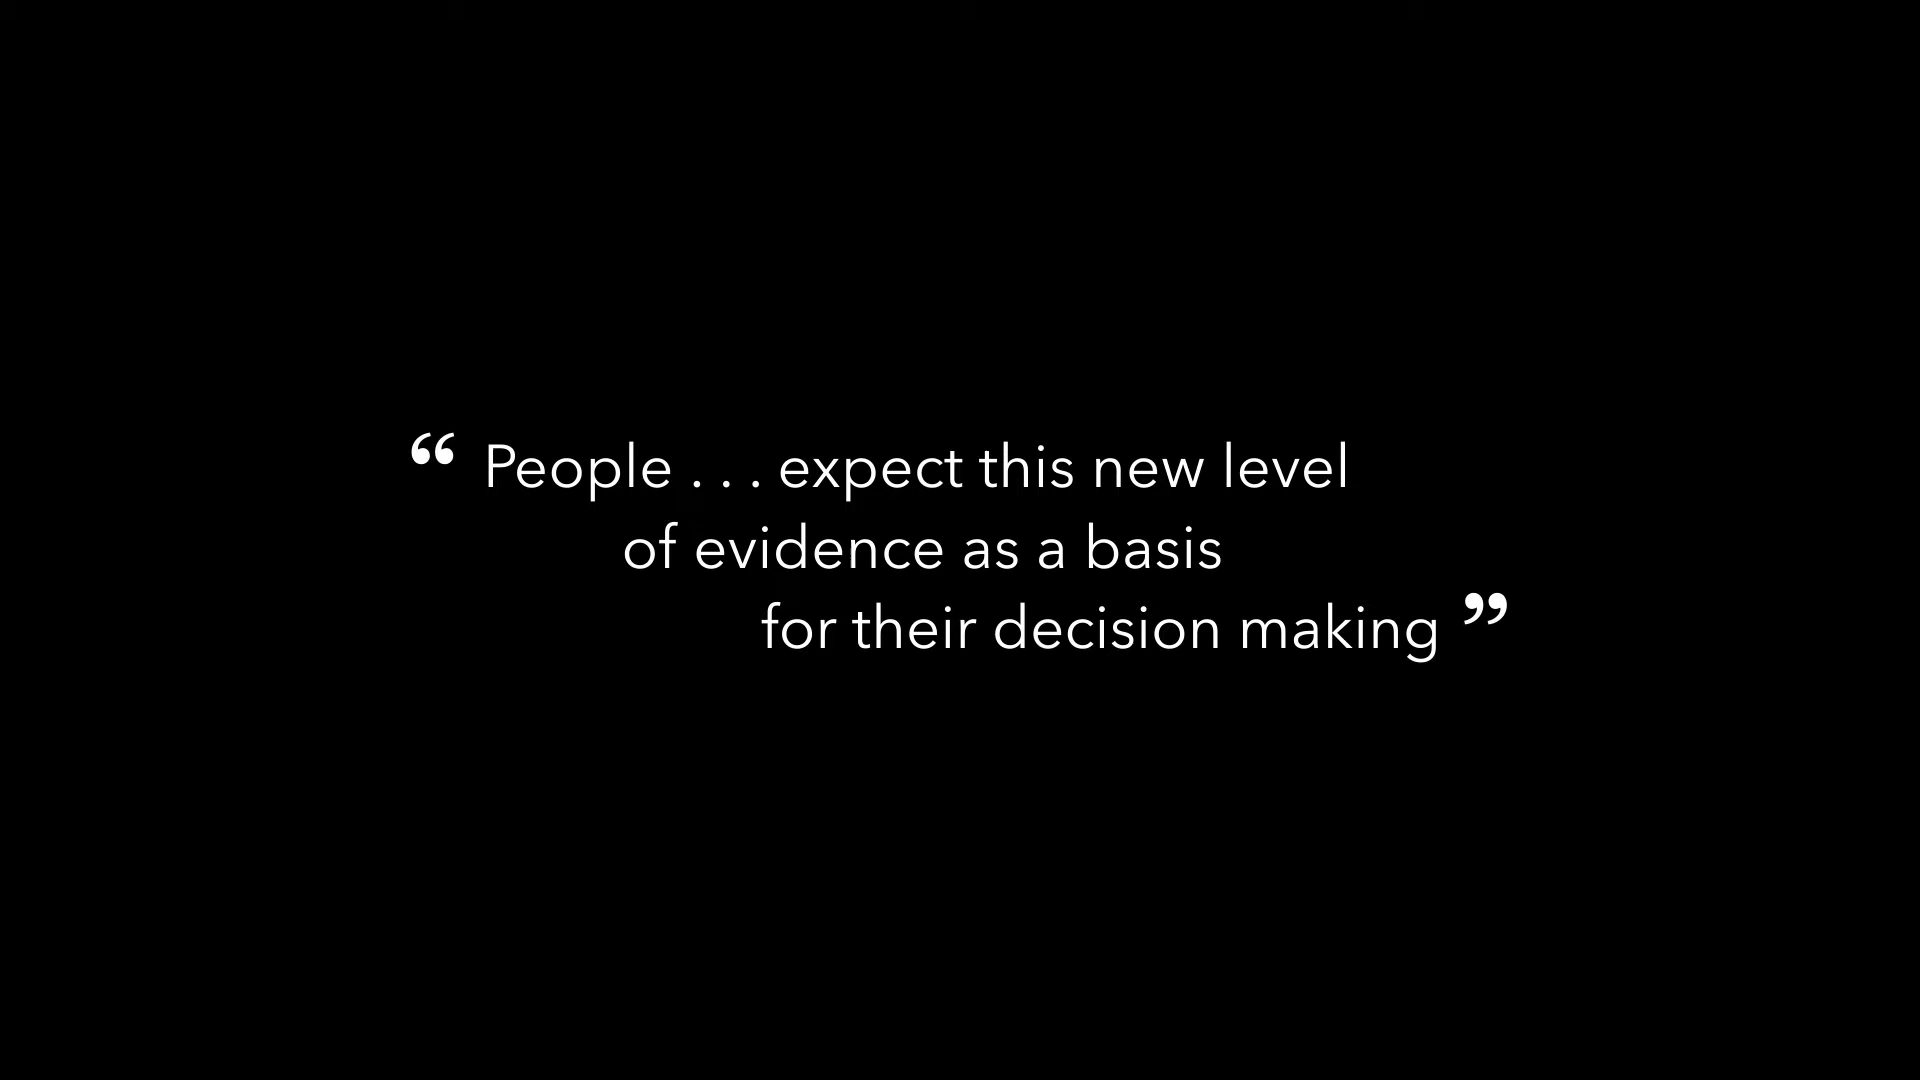 “ People . . . expect this new level
of evidence as a basis
for their decision making ”